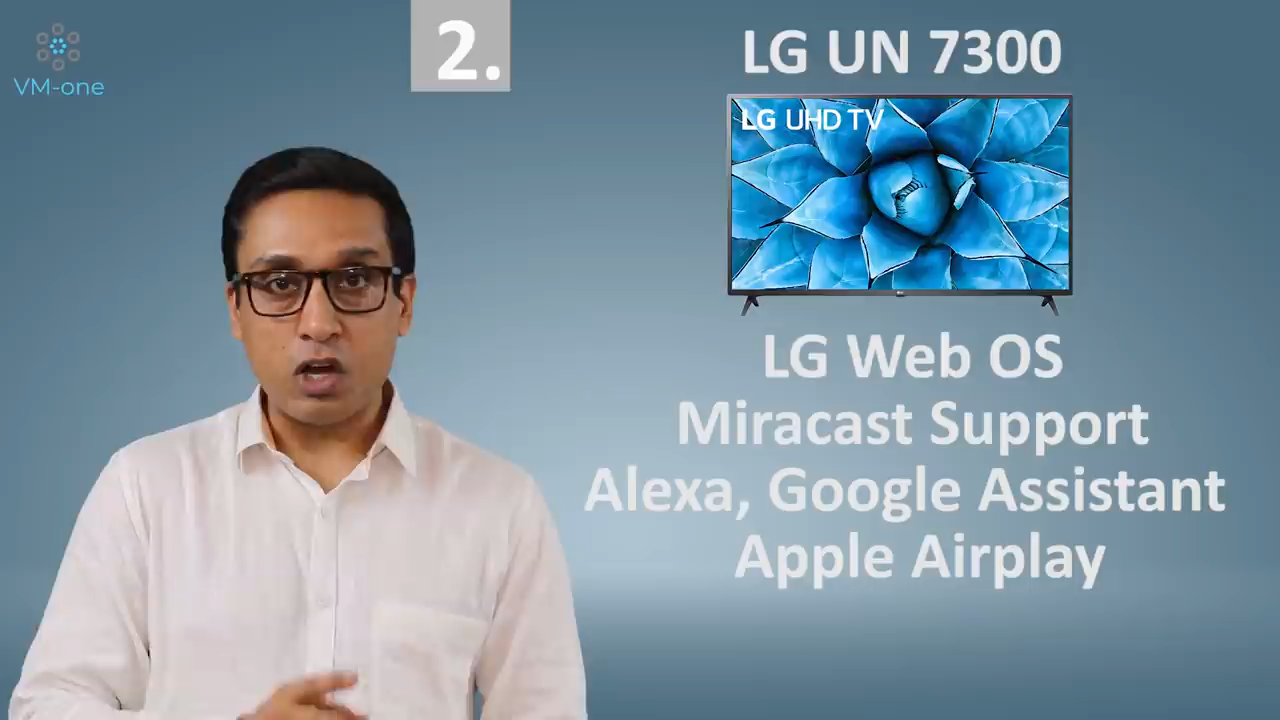 VM-one
2.
LG UN 7300
LG UHD TV
LG Web OS
Miracast Support
Alexa, Google Assistant
Apple Airplay